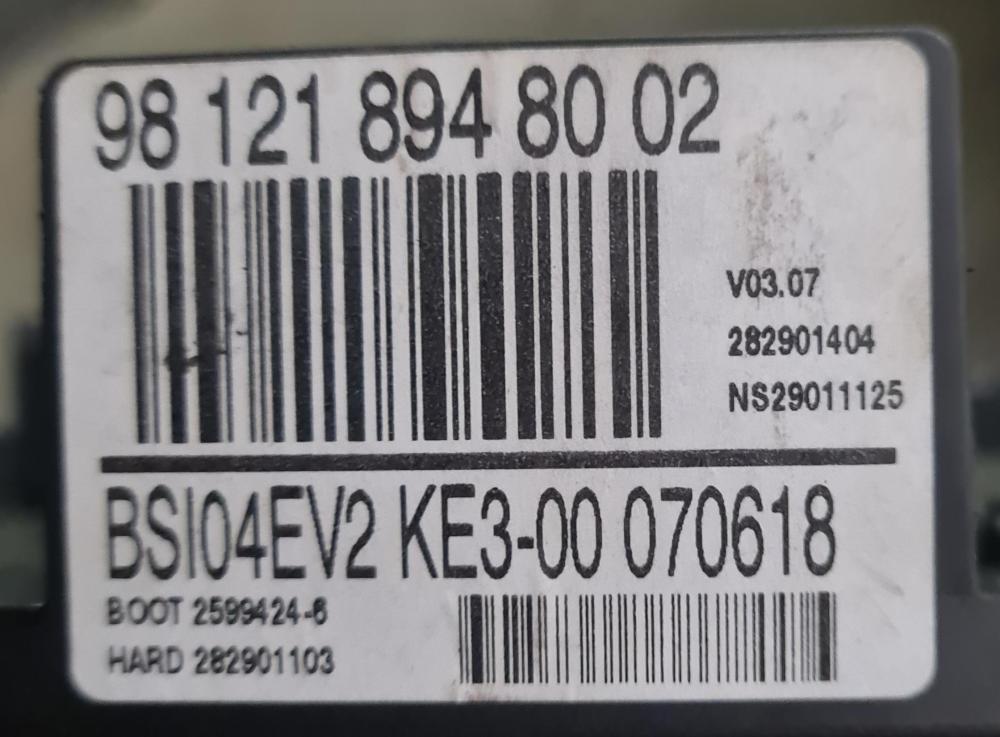 98 121 894 80 02
V03.07
282901404
NS29011125
BSI04EV2 KE3-00 070618
BOOT 2599424-6
HARD 282901103